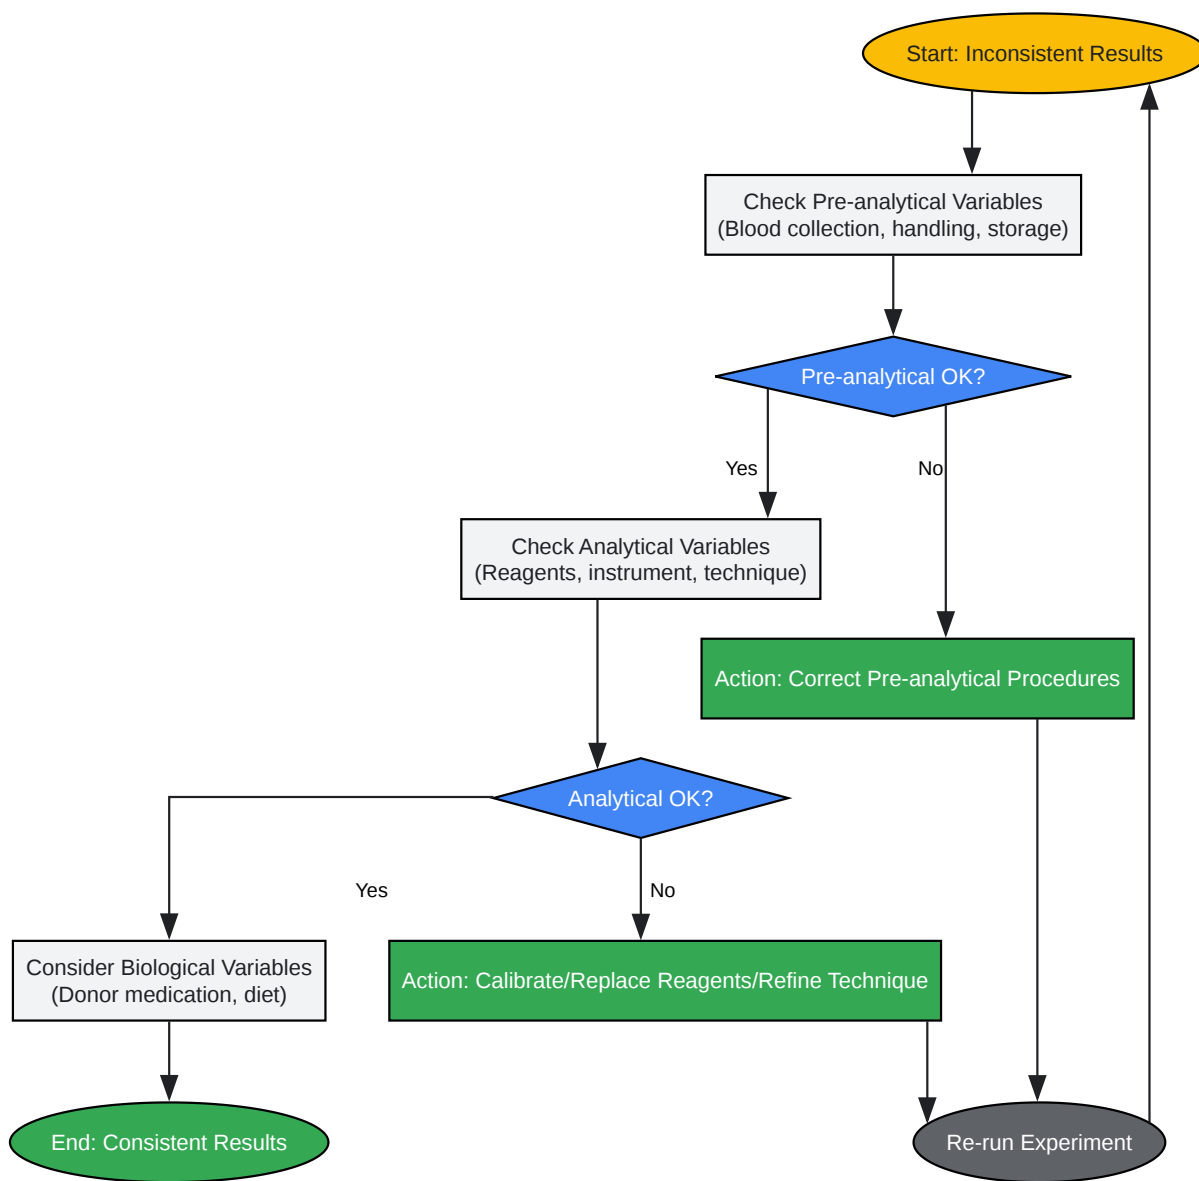 Start: Inconsistent Results
Check Pre-analytical Variables
(Blood collection, handling, storage)
Pre-analytical OK?
Yes
No
Check Analytical Variables
(Reagents, instrument, technique)
Action: Correct Pre-analytical Procedures
Analytical OK?
Yes
No
Consider Biological Variables
(Donor medication, diet)
Action: Calibrate/Replace Reagents/Refine Technique
End: Consistent Results
Re-run Experiment